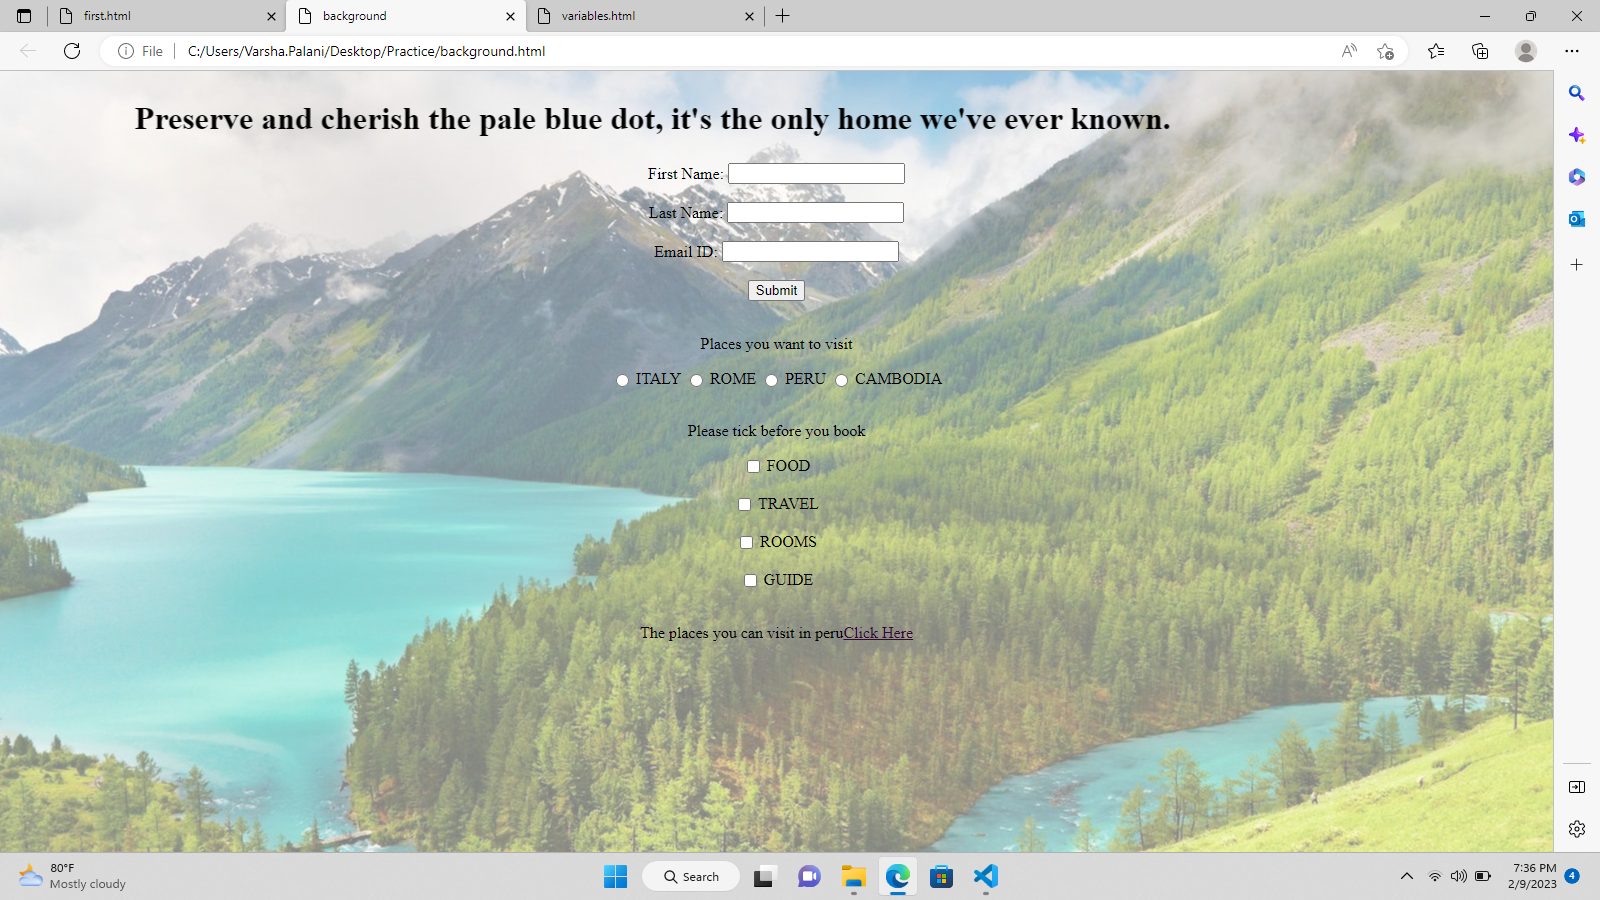 first.html
background
variables.html
File
C:/Users/Varsha.Palani/Desktop/Practice/background.html
Preserve and cherish the pale blue dot, it's the only home we've ever known.
First Name:
Last Name:
Email ID:
Submit
Places you want to visit
ITALY ROME PERU CAMBODIA
Please tick before you book
FOOD
TRAVEL
ROOMS
GUIDE
The places you can visit in peruClick Here
80°F
Mostly cloudy
Search
7:36 PM
2/9/2023
4